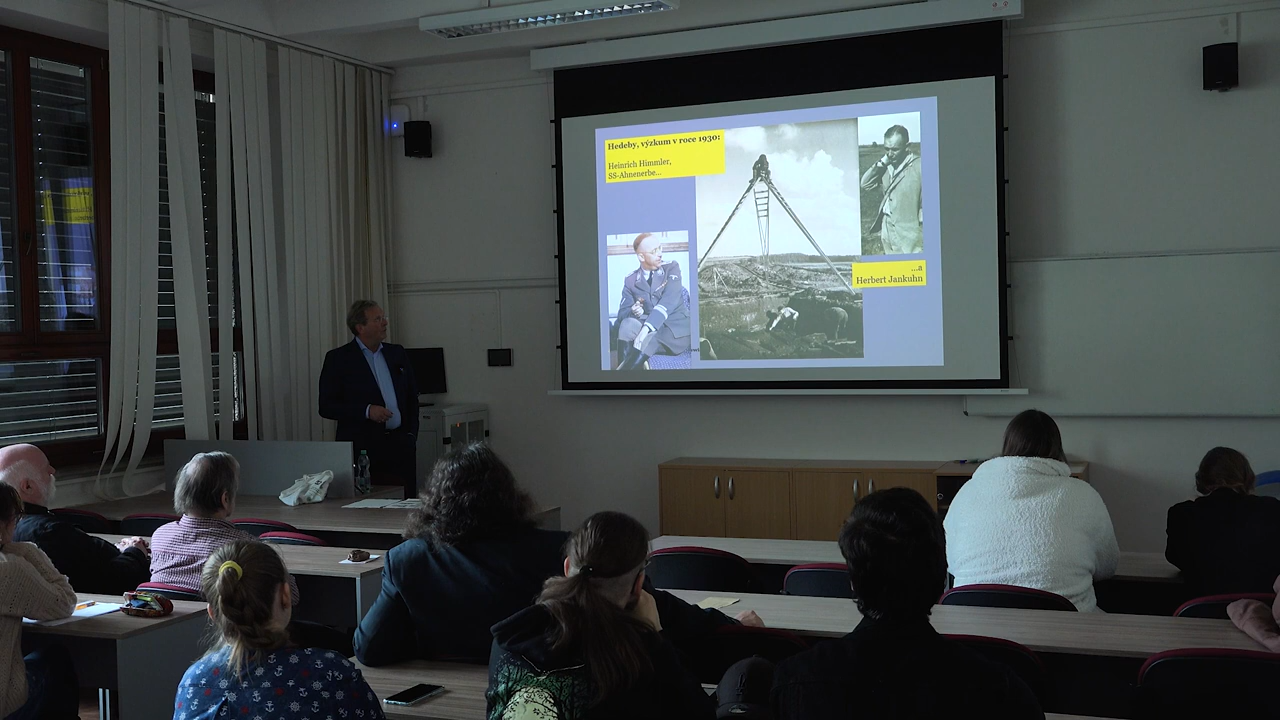 Hedeby, výzkum v roce 1930:
Heinrich Himmler,
SS-Ahnenerbe...
...a
Herbert Jankuhn